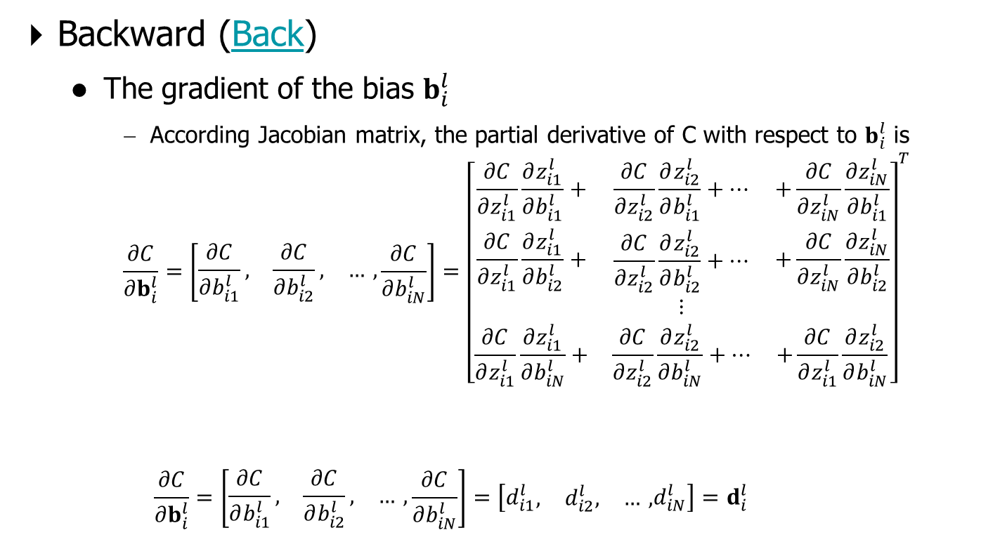 Backward (Back)
● The gradient of the bias 𝐛ᵢˡ
– According Jacobian matrix, the partial derivative of C with respect to 𝐛ᵢˡ is
$\frac{\partial C}{\partial \mathbf{b}_i^l} = \left[\frac{\partial C}{\partial b_{i1}^l}, \quad \frac{\partial C}{\partial b_{i2}^l}, \quad \dots, \frac{\partial C}{\partial b_{iN}^l}\right] = \begin{bmatrix} \frac{\partial C}{\partial z_{i1}^l}\frac{\partial z_{i1}^l}{\partial b_{i1}^l} + & \frac{\partial C}{\partial z_{i2}^l}\frac{\partial z_{i2}^l}{\partial b_{i1}^l} + \cdots & + \frac{\partial C}{\partial z_{iN}^l}\frac{\partial z_{iN}^l}{\partial b_{i1}^l} \\ \frac{\partial C}{\partial z_{i1}^l}\frac{\partial z_{i1}^l}{\partial b_{i2}^l} + & \frac{\partial C}{\partial z_{i2}^l}\frac{\partial z_{i2}^l}{\partial b_{i2}^l} + \cdots & + \frac{\partial C}{\partial z_{iN}^l}\frac{\partial z_{iN}^l}{\partial b_{i2}^l} \\ & \vdots & \\ \frac{\partial C}{\partial z_{i1}^l}\frac{\partial z_{i1}^l}{\partial b_{iN}^l} + & \frac{\partial C}{\partial z_{i2}^l}\frac{\partial z_{i2}^l}{\partial b_{iN}^l} + \cdots & + \frac{\partial C}{\partial z_{i1}^l}\frac{\partial z_{i2}^l}{\partial b_{iN}^l} \end{bmatrix}^T$
$\frac{\partial C}{\partial \mathbf{b}_i^l} = \left[\frac{\partial C}{\partial b_{i1}^l}, \quad \frac{\partial C}{\partial b_{i2}^l}, \quad \dots, \frac{\partial C}{\partial b_{iN}^l}\right] = \left[d_{i1}^l, \quad d_{i2}^l, \quad \dots, d_{iN}^l\right] = \mathbf{d}_i^l$